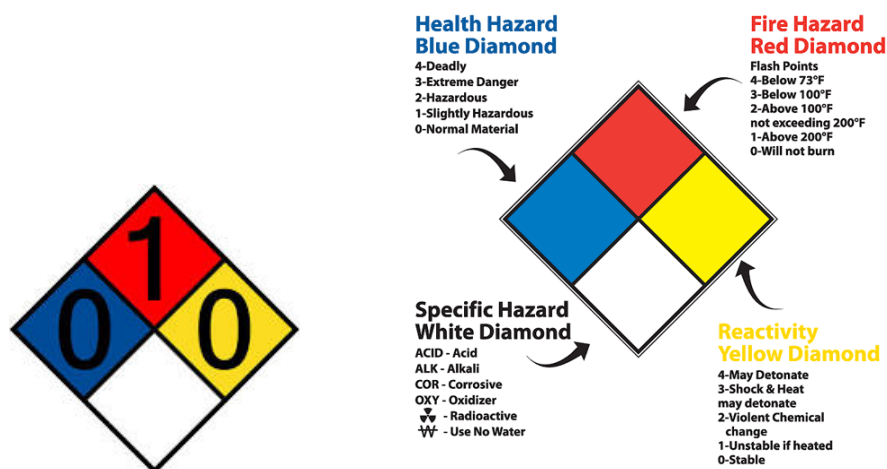 Health Hazard
Blue Diamond
4-Deadly
3-Extreme Danger
2-Hazardous
1-Slightly Hazardous
0-Normal Material
Fire Hazard
Red Diamond
Flash Points
4-Below 73°F
3-Below 100°F
2-Above 100°F
not exceeding 200°F
1-Above 200°F
0-Will not burn
1
0 0
Specific Hazard
White Diamond
ACID - Acid
ALK - Alkali
COR - Corrosive
OXY - Oxidizer
- Radioactive
W - Use No Water
Reactivity
Yellow Diamond
4-May Detonate
3-Shock & Heat
may detonate
2-Violent Chemical
change
1-Unstable if heated
0-Stable